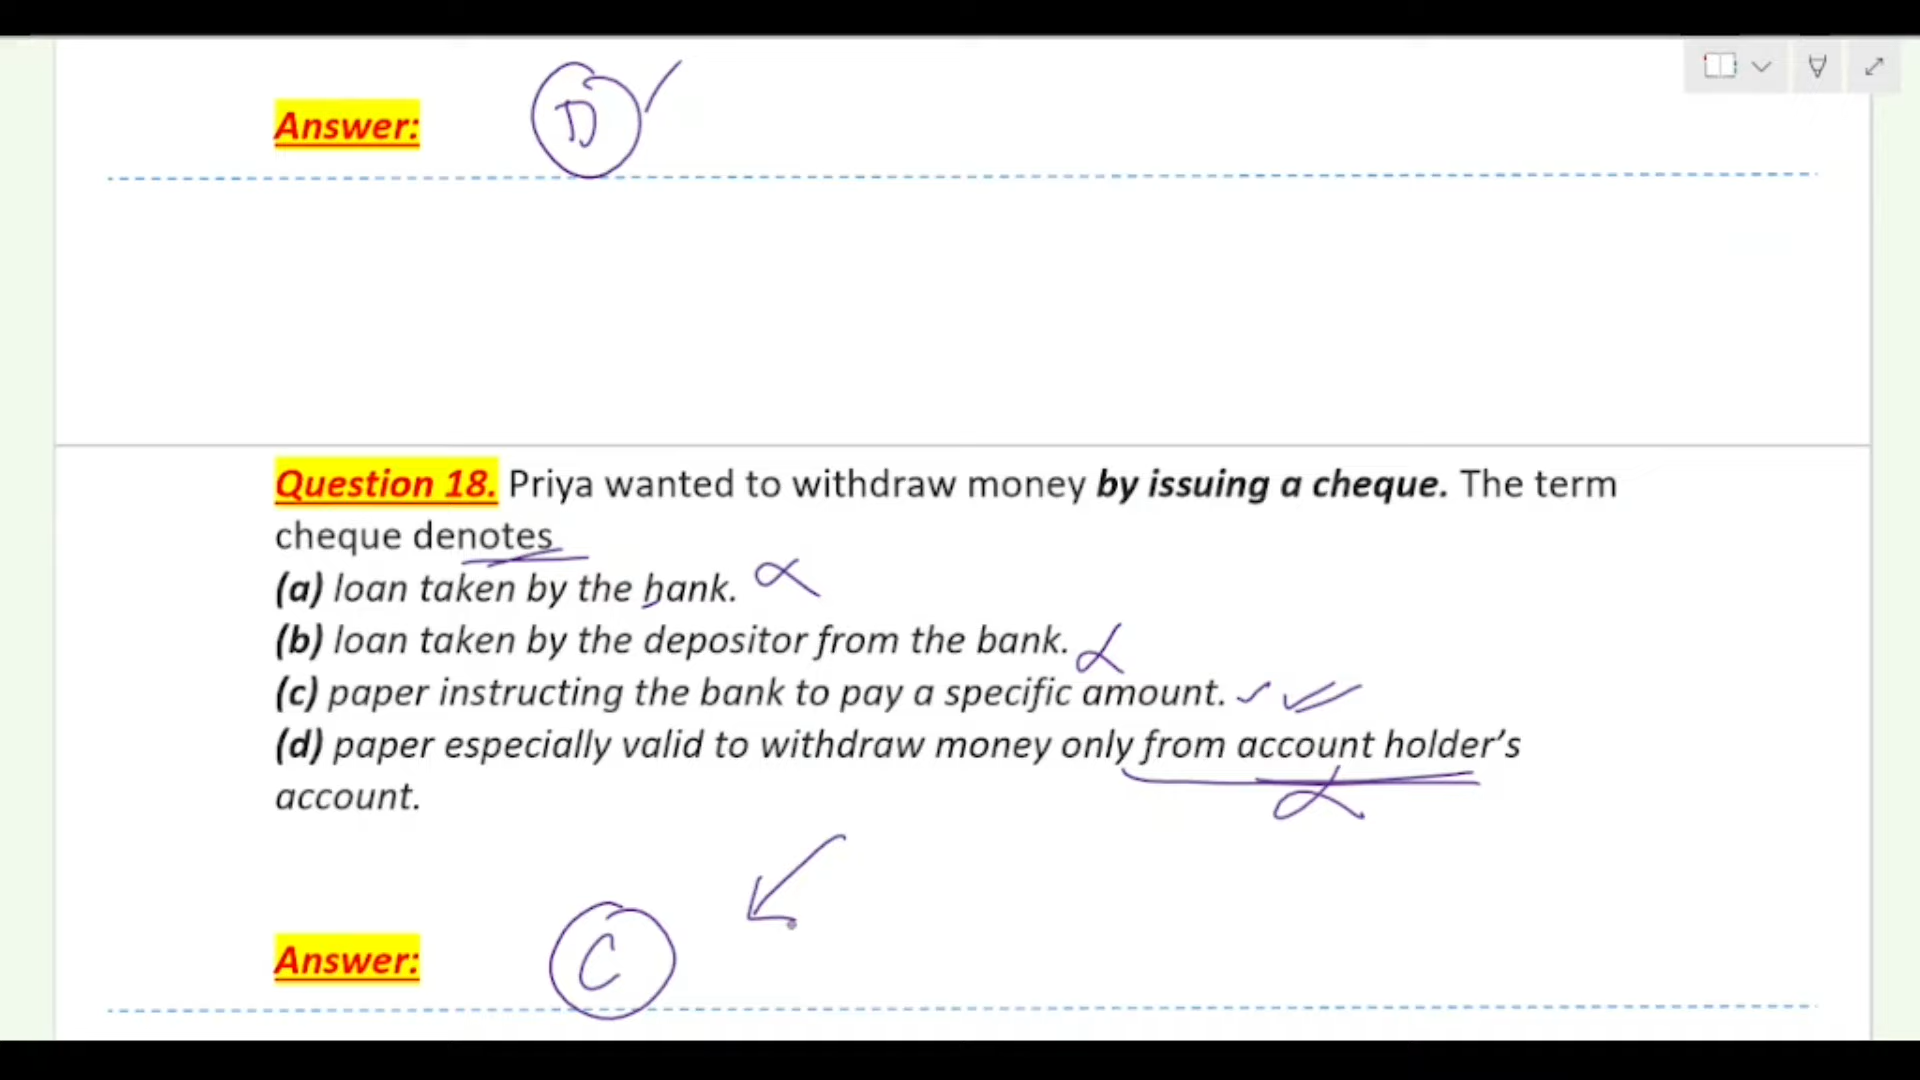 Answer: D
Question 18. Priya wanted to withdraw money by issuing a cheque. The term
cheque denotes
(a) loan taken by the bank.
(b) loan taken by the depositor from the bank.
(c) paper instructing the bank to pay a specific amount.
(d) paper especially valid to withdraw money only from account holder's
account.
Answer: C